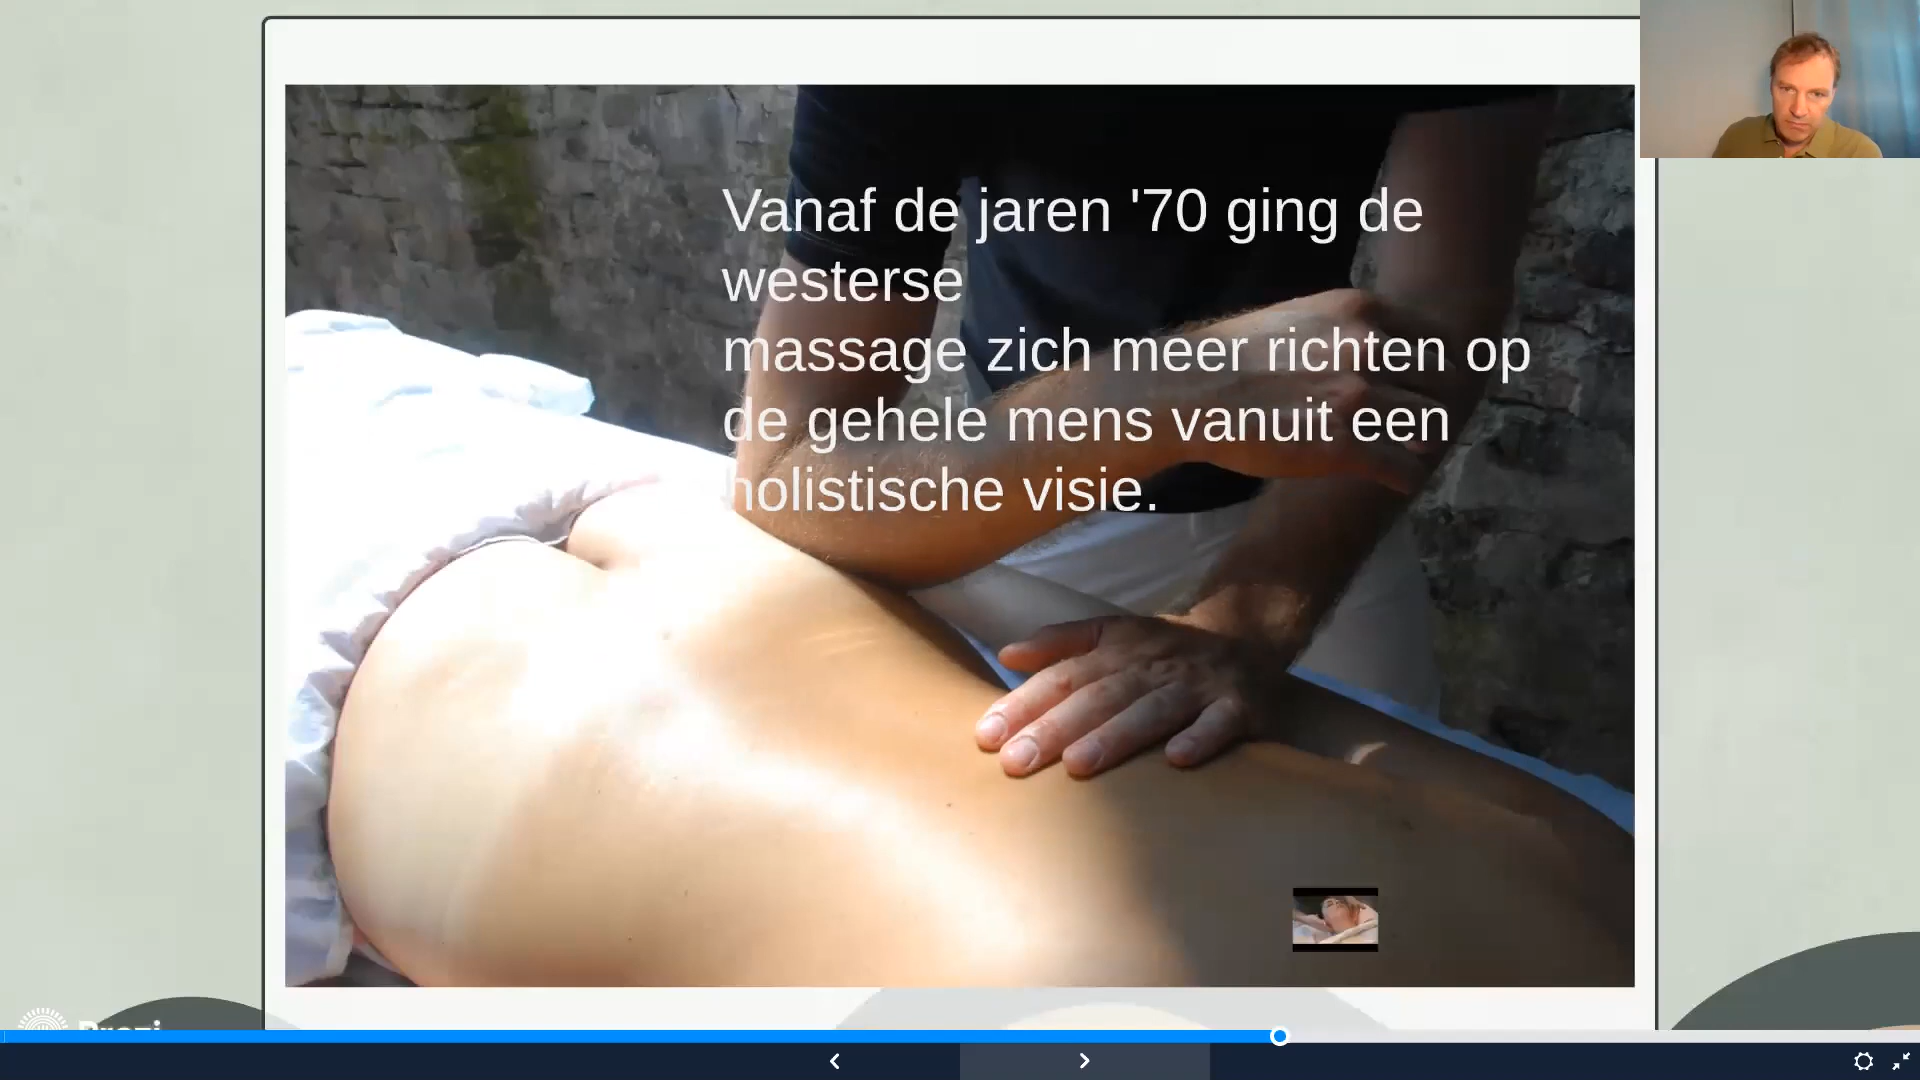 Vanaf de jaren '70 ging de
westerse
massage zich meer richten op
de gehele mens vanuit een
holistische visie.
Prezi